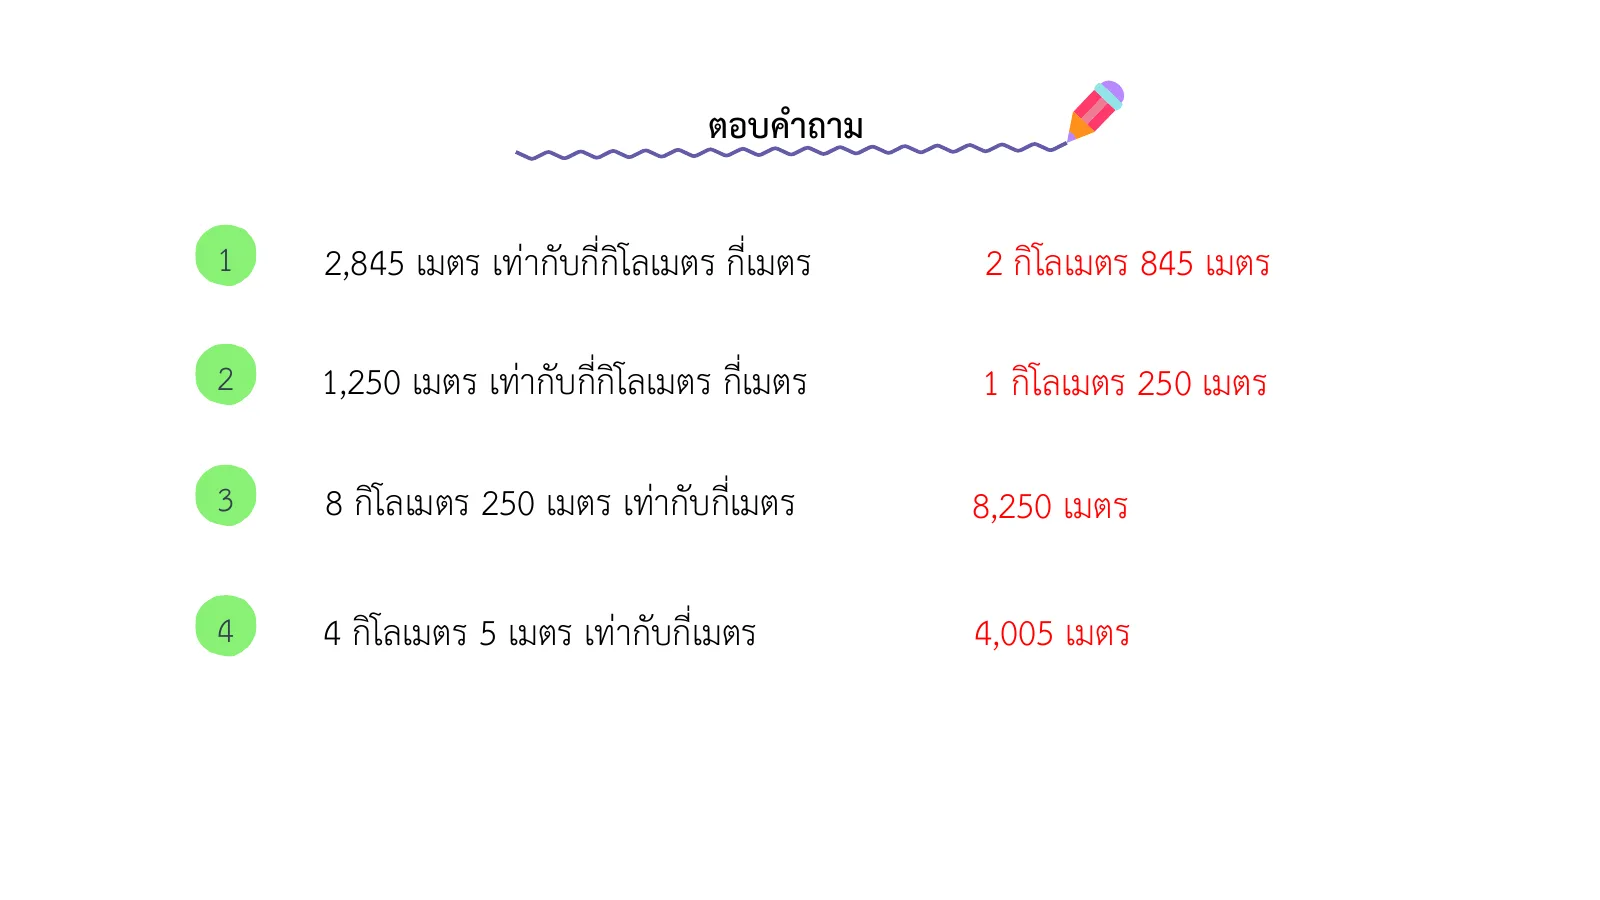 ตอบคำถาม
1 2,845 เมตร เท่ากับกี่กิโลเมตร กี่เมตร 2 กิโลเมตร 845 เมตร
2 1,250 เมตร เท่ากับกี่กิโลเมตร กี่เมตร 1 กิโลเมตร 250 เมตร
3 8 กิโลเมตร 250 เมตร เท่ากับกี่เมตร 8,250 เมตร
4 4 กิโลเมตร 5 เมตร เท่ากับกี่เมตร 4,005 เมตร